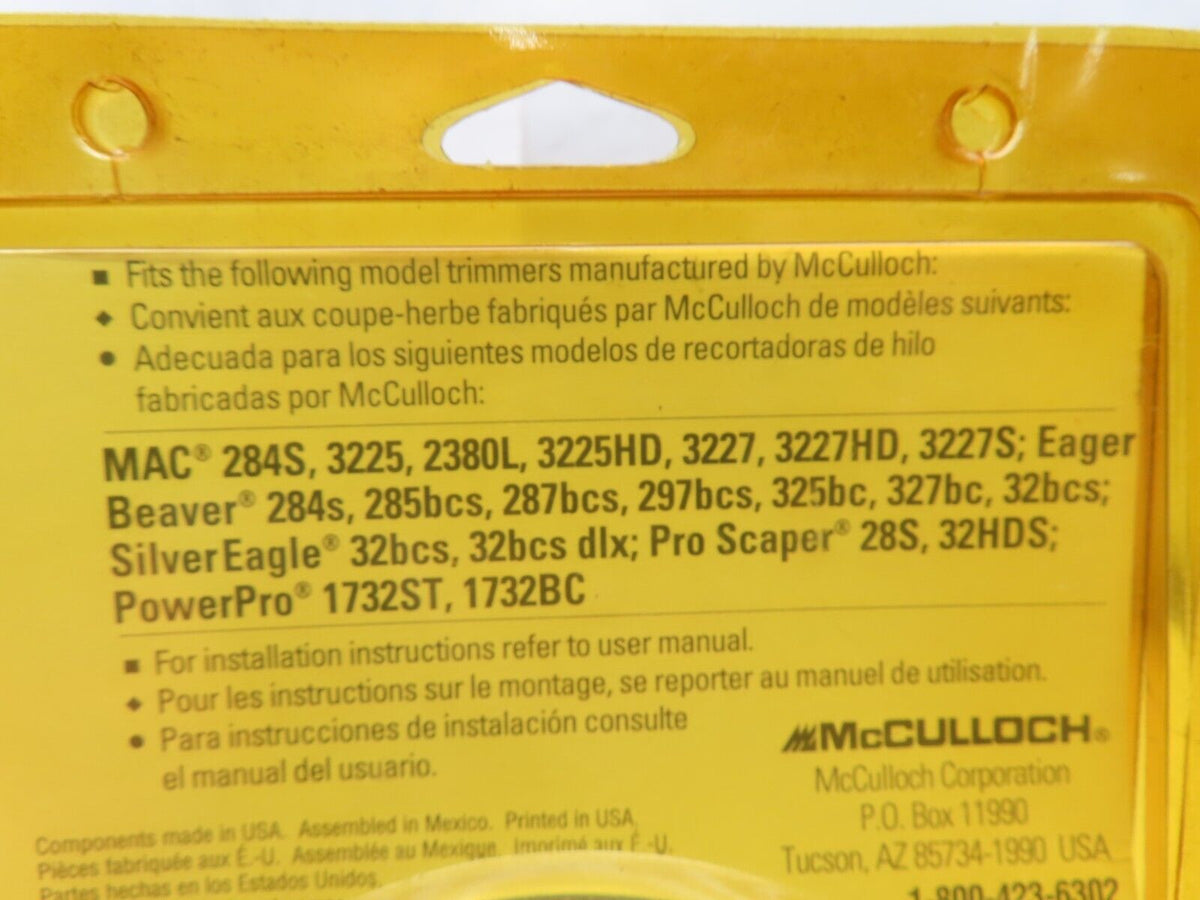 ■ Fits the following model trimmers manufactured by McCulloch:
◆ Convient aux coupe-herbe fabriqués par McCulloch de modèles suivants:
● Adecuada para los siguientes modelos de recortadoras de hilo
fabricadas por McCulloch:
MAC® 284S, 3225, 2380L, 3225HD, 3227, 3227HD, 3227S; Eager
Beaver® 284s, 285bcs, 287bcs, 297bcs, 325bc, 327bc, 32bcs;
SilverEagle® 32bcs, 32bcs dlx; Pro Scaper® 28S, 32HDS;
PowerPro® 1732ST, 1732BC
■ For installation instructions refer to user manual.
◆ Pour les instructions sur le montage, se reporter au manuel de utilisation.
● Para instrucciones de instalación consulte
el manual del usuario.
McCULLOCH®
McCulloch Corporation
P.O. Box 11990
Tucson, AZ 85734-1990 USA
1-800-423-6302
Components made in USA. Assembled in Mexico. Printed in USA.
Pièces fabriquée aux É.-U. Assemblée au Mexique. Imprimé aux É.-U.
Partes hechas en los Estados Unidos.